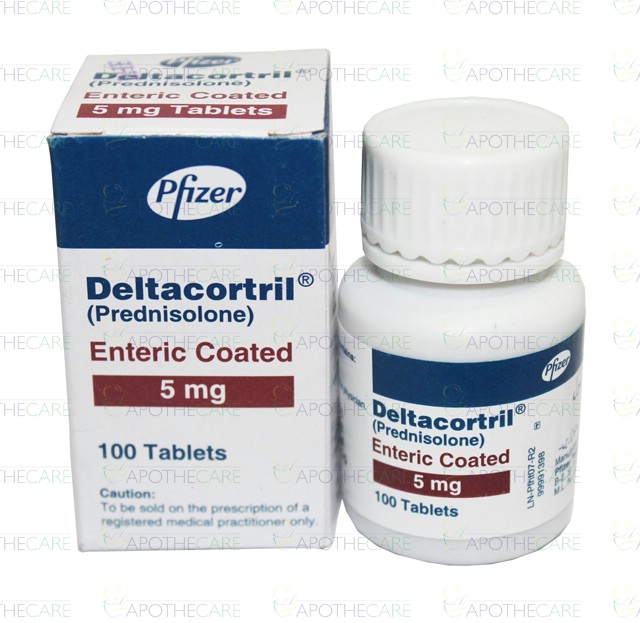 Pfizer
Deltacortril®
(Prednisolone)
Enteric Coated
5 mg Tablets
Pfizer
Deltacortril®
(Prednisolone)
Enteric Coated
5 mg
100 Tablets
Caution:
To be sold on the prescription of a
registered medical practitioner only.
Pfizer
Deltacortril®
(Prednisolone)
Enteric Coated
5 mg
100 Tablets
99991398
APOTHECARE